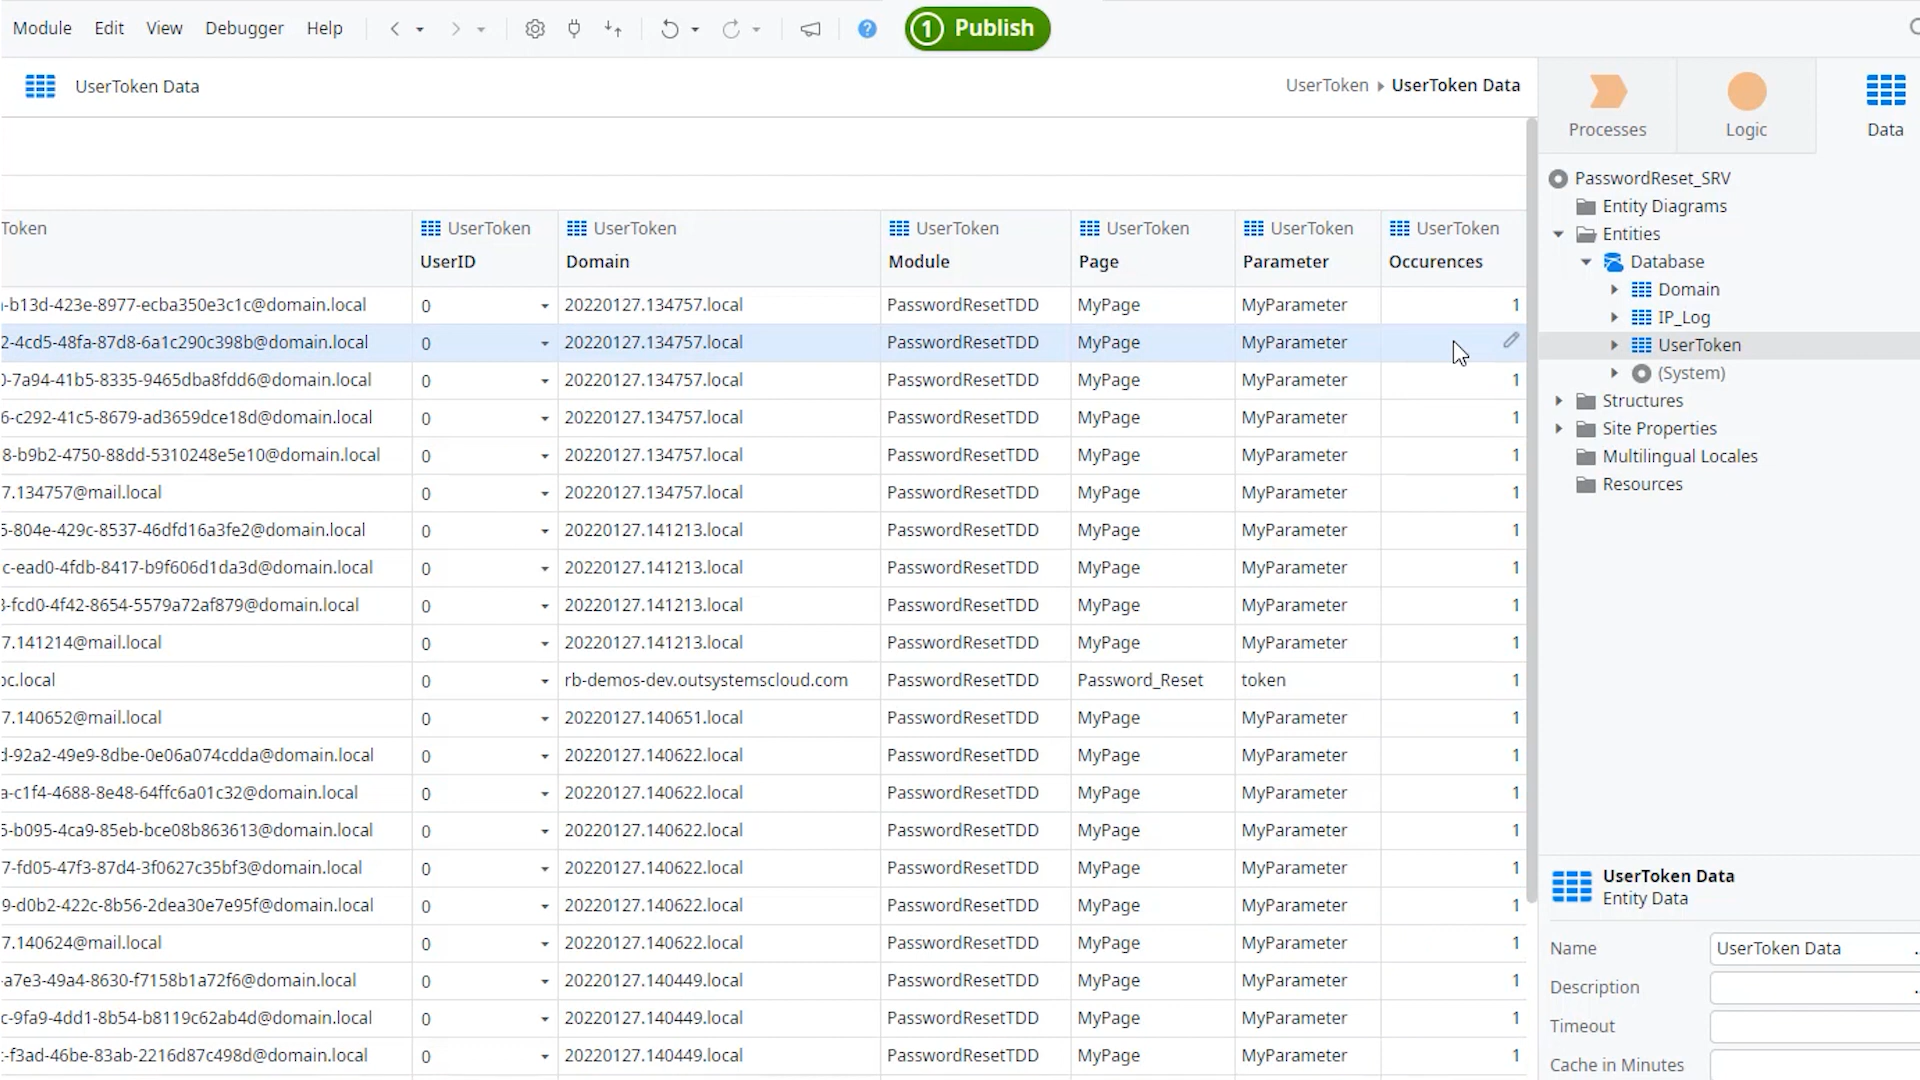 Module Edit View Debugger Help 1 Publish
UserToken Data
UserToken UserToken Data
Processes Logic Data
Token UserToken UserToken UserToken UserToken UserToken UserToken
UserID Domain Module Page Parameter Occurences
-b13d-423e-8977-ecba350e3c1c@domain.local 0 20220127.134757.local PasswordResetTDD MyPage MyParameter 1
2-4cd5-48fa-87d8-6a1c290c398b@domain.local 0 20220127.134757.local PasswordResetTDD MyPage MyParameter
-7a94-41b5-8335-9465dba8fdd6@domain.local 0 20220127.134757.local PasswordResetTDD MyPage MyParameter 1
6-c292-41c5-8679-ad3659dce18d@domain.local 0 20220127.134757.local PasswordResetTDD MyPage MyParameter 1
8-b9b2-4750-88dd-5310248e5e10@domain.local 0 20220127.134757.local PasswordResetTDD MyPage MyParameter 1
7.134757@mail.local 0 20220127.134757.local PasswordResetTDD MyPage MyParameter 1
5-804e-429c-8537-46dfd16a3fe2@domain.local 0 20220127.141213.local PasswordResetTDD MyPage MyParameter 1
c-ead0-4fdb-8417-b9f606d1da3d@domain.local 0 20220127.141213.local PasswordResetTDD MyPage MyParameter 1
-fcd0-4f42-8654-5579a72af879@domain.local 0 20220127.141213.local PasswordResetTDD MyPage MyParameter 1
7.141214@mail.local 0 20220127.141213.local PasswordResetTDD MyPage MyParameter 1
c.local 0 rb-demos-dev.outsystemscloud.com PasswordResetTDD Password_Reset token 1
7.140652@mail.local 0 20220127.140651.local PasswordResetTDD MyPage MyParameter 1
d-92a2-49e9-8dbe-0e06a074cdda@domain.local 0 20220127.140622.local PasswordResetTDD MyPage MyParameter 1
a-c1f4-4688-8e48-64ffc6a01c32@domain.local 0 20220127.140622.local PasswordResetTDD MyPage MyParameter 1
5-b095-4ca9-85eb-bce08b863613@domain.local 0 20220127.140622.local PasswordResetTDD MyPage MyParameter 1
7-fd05-47f3-87d4-3f0627c35bf3@domain.local 0 20220127.140622.local PasswordResetTDD MyPage MyParameter 1
9-d0b2-422c-8b56-2dea30e7e95f@domain.local 0 20220127.140622.local PasswordResetTDD MyPage MyParameter 1
7.140624@mail.local 0 20220127.140622.local PasswordResetTDD MyPage MyParameter 1
-a7e3-49a4-8630-f7158b1a72f6@domain.local 0 20220127.140449.local PasswordResetTDD MyPage MyParameter 1
c-9fa9-4dd1-8b54-b8119c62ab4d@domain.local 0 20220127.140449.local PasswordResetTDD MyPage MyParameter 1
-f3ad-46be-83ab-2216d87c498d@domain.local 0 20220127.140449.local PasswordResetTDD MyPage MyParameter 1
PasswordReset_SRV
Entity Diagrams
Entities
Database
Domain
IP_Log
UserToken
(System)
Structures
Site Properties
Multilingual Locales
Resources
UserToken Data
Entity Data
Name UserToken Data
Description
Timeout
Cache in Minutes